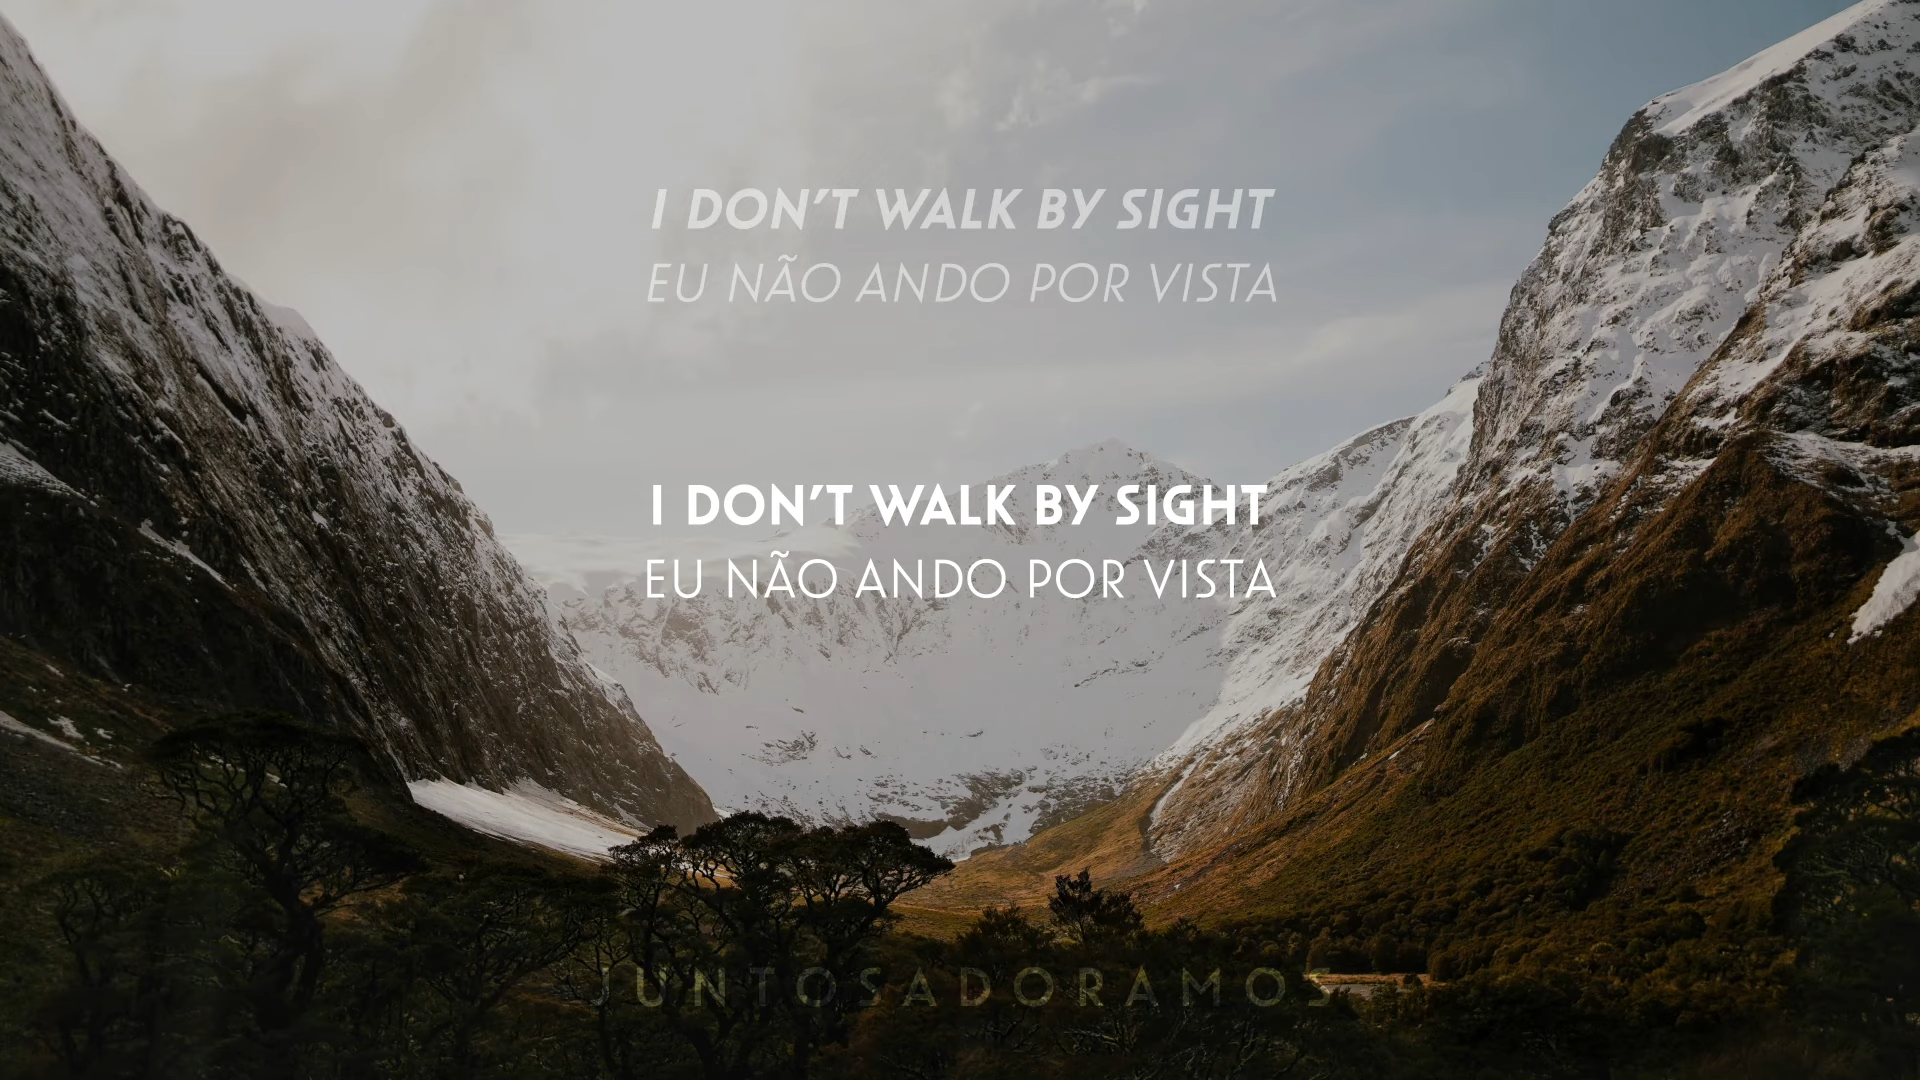 I DON’T WALK BY SIGHT
EU NÃO ANDO POR VISTA
I DON’T WALK BY SIGHT
EU NÃO ANDO POR VISTA
JUNTOSADORAMOS